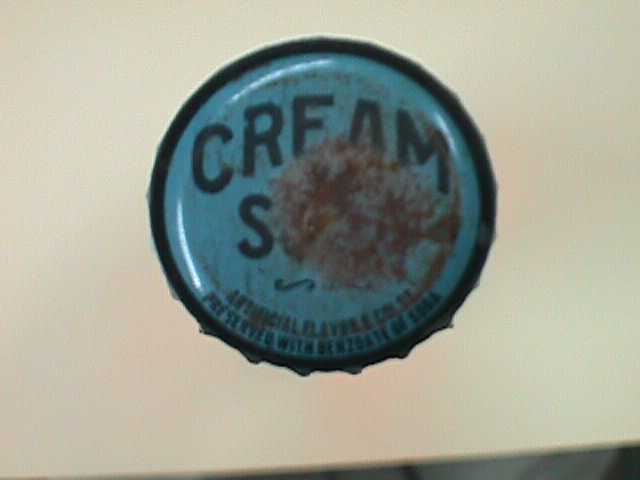 CREAM
S
ARTIFICIAL FLAVOR & COLOR
PRESERVED WITH BENZOATE OF SODA